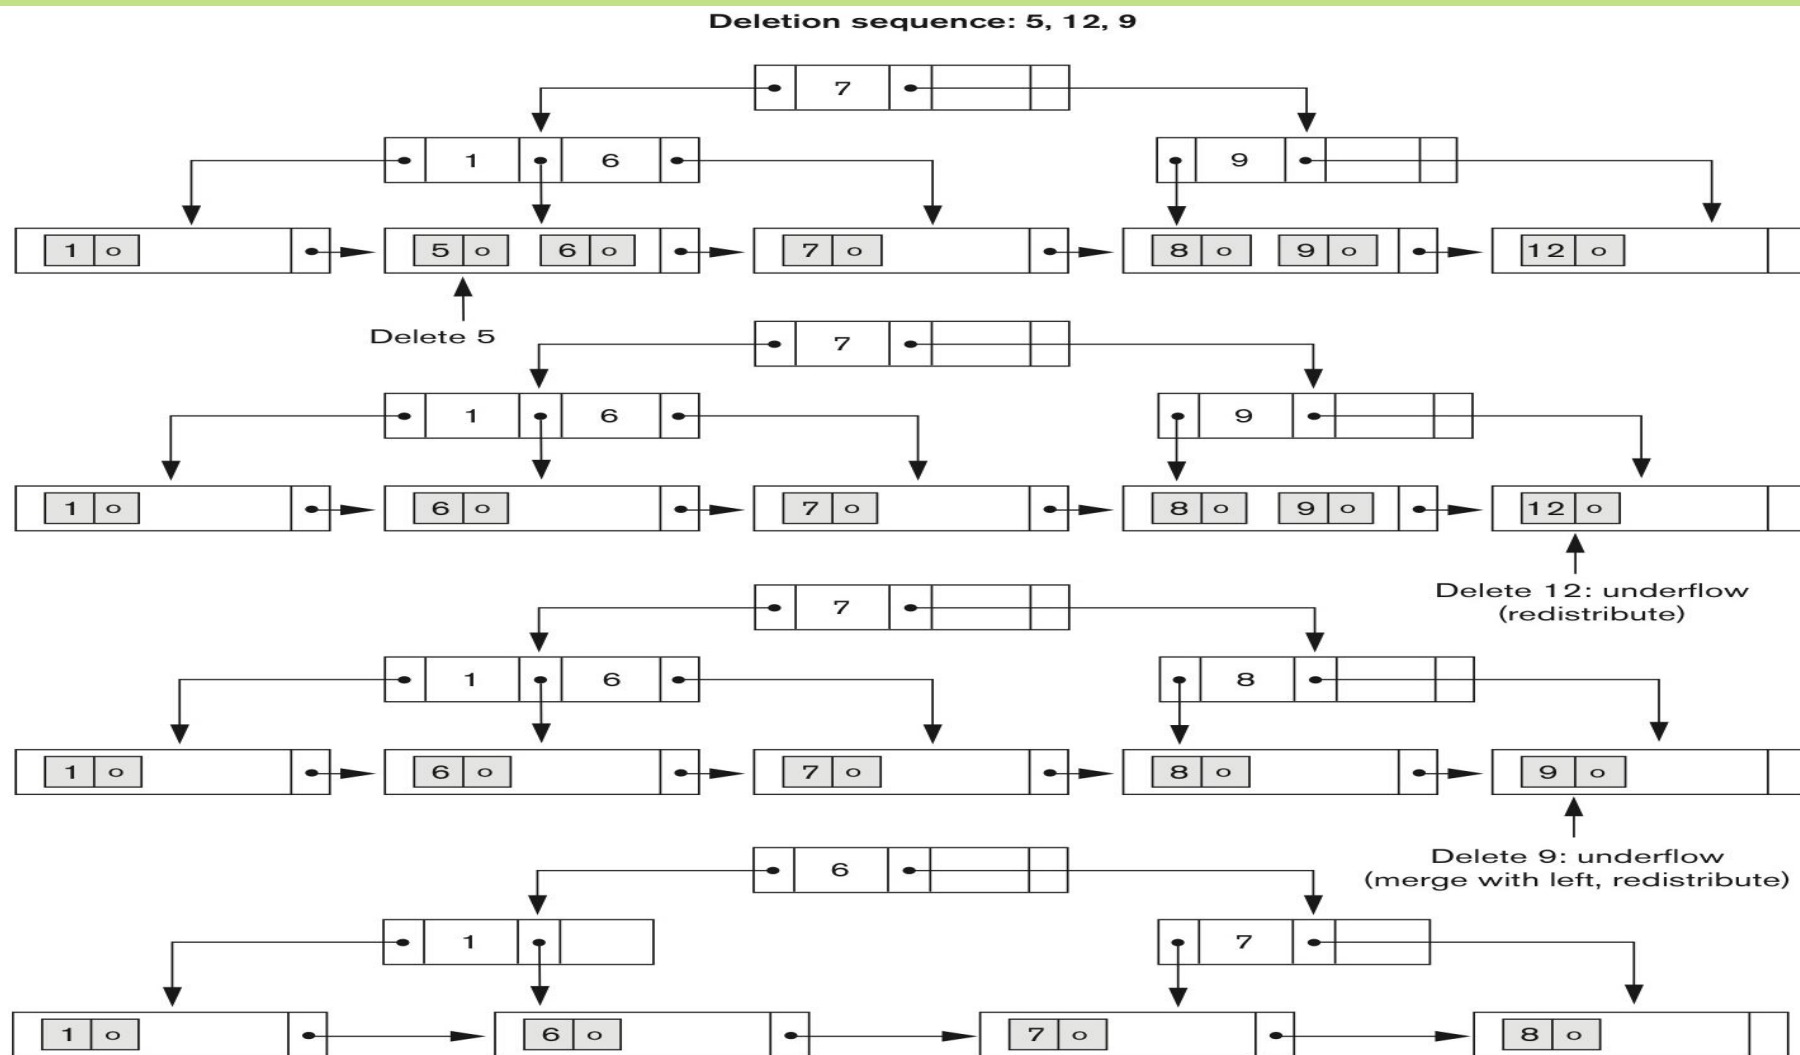 Deletion sequence: 5, 12, 9
7
1 6 9
1 o 5 o 6 o 7 o 8 o 9 o 12 o
Delete 5
7
1 6 9
1 o 6 o 7 o 8 o 9 o 12 o
Delete 12: underflow
(redistribute)
7
1 6 8
1 o 6 o 7 o 8 o 9 o
Delete 9: underflow
(merge with left, redistribute)
6
1 7
1 o 6 o 7 o 8 o